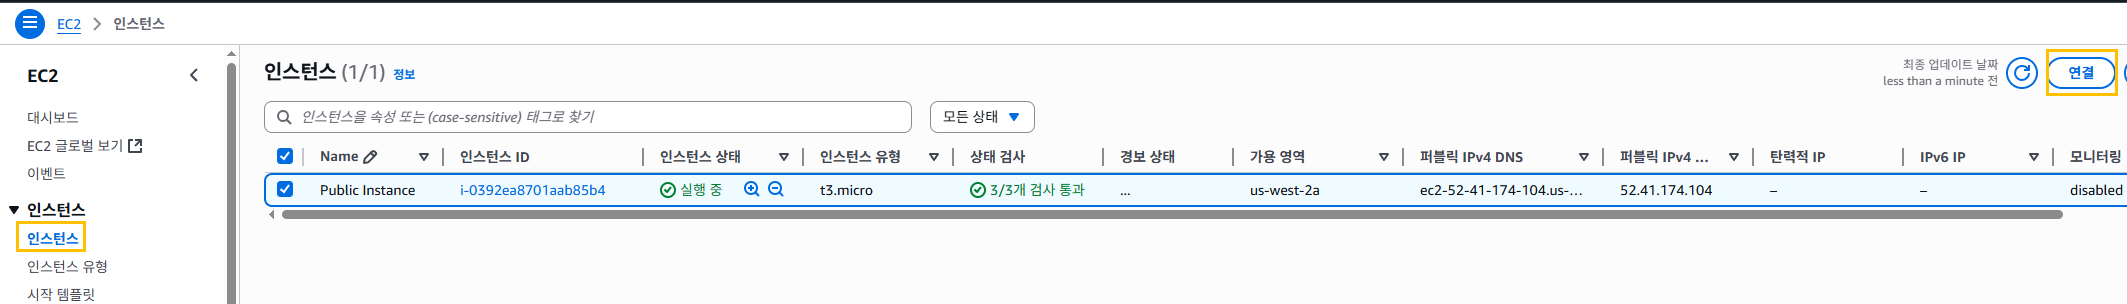 EC2 > 인스턴스
EC2
대시보드
EC2 글로벌 보기
이벤트
인스턴스
인스턴스
인스턴스 유형
시작 템플릿
인스턴스 (1/1) 정보
최종 업데이트 날짜
less than a minute 전
연결
인스턴스을 속성 또는 (case-sensitive) 태그로 찾기
모든 상태
Name 인스턴스 ID 인스턴스 상태 인스턴스 유형 상태 검사 경보 상태 가용 영역 퍼블릭 IPv4 DNS 퍼블릭 IPv4 ... 탄력적 IP IPv6 IP 모니터링
Public Instance i-0392ea8701aab85b4 실행 중 t3.micro 3/3개 검사 통과 ... us-west-2a ec2-52-41-174-104.us-... 52.41.174.104 – – disabled